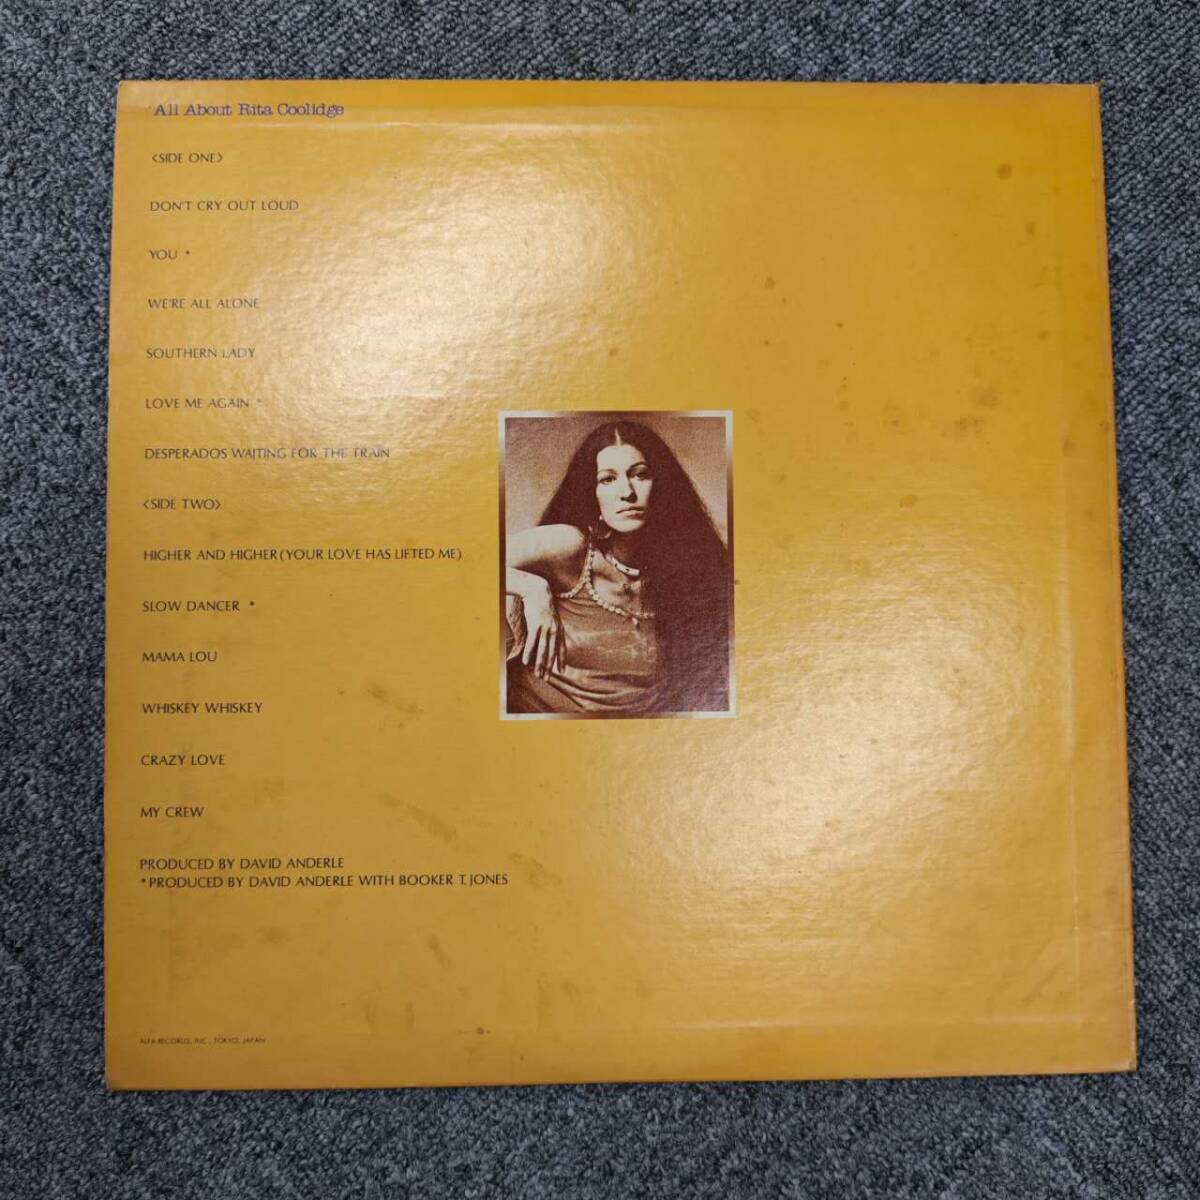 All About Rita Coolidge
<SIDE ONE>
DON'T CRY OUT LOUD
YOU *
WE'RE ALL ALONE
SOUTHERN LADY
LOVE ME AGAIN *
DESPERADOS WAITING FOR THE TRAIN
<SIDE TWO>
HIGHER AND HIGHER (YOUR LOVE HAS LIFTED ME)
SLOW DANCER *
MAMA LOU
WHISKEY WHISKEY
CRAZY LOVE
MY CREW
PRODUCED BY DAVID ANDERLE
*PRODUCED BY DAVID ANDERLE WITH BOOKER T. JONES
ALFA RECORDS, INC., TOKYO, JAPAN